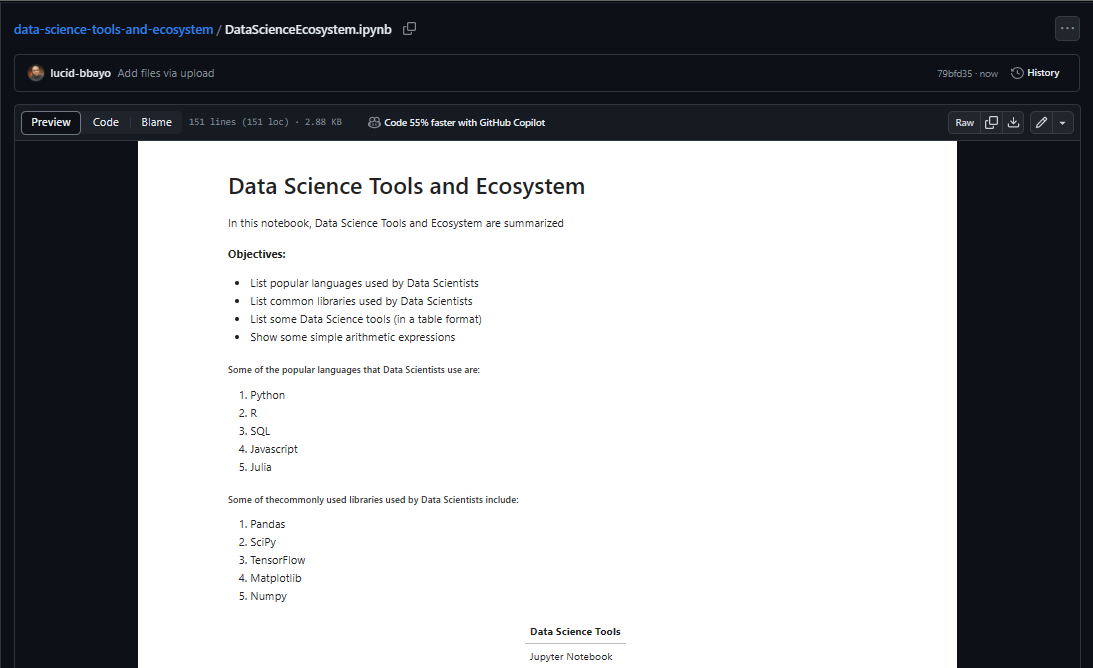 data-science-tools-and-ecosystem / DataScienceEcosystem.ipynb
lucid-bbayo Add files via upload 79bfd35 · now History
Preview Code Blame 151 lines (151 loc) · 2.88 KB Code 55% faster with GitHub Copilot Raw
Data Science Tools and Ecosystem
In this notebook, Data Science Tools and Ecosystem are summarized
Objectives:
• List popular languages used by Data Scientists
• List common libraries used by Data Scientists
• List some Data Science tools (in a table format)
• Show some simple arithmetic expressions
Some of the popular languages that Data Scientists use are:
1. Python
2. R
3. SQL
4. Javascript
5. Julia
Some of thecommonly used libraries used by Data Scientists include:
1. Pandas
2. SciPy
3. TensorFlow
4. Matplotlib
5. Numpy
Data Science Tools
Jupyter Notebook